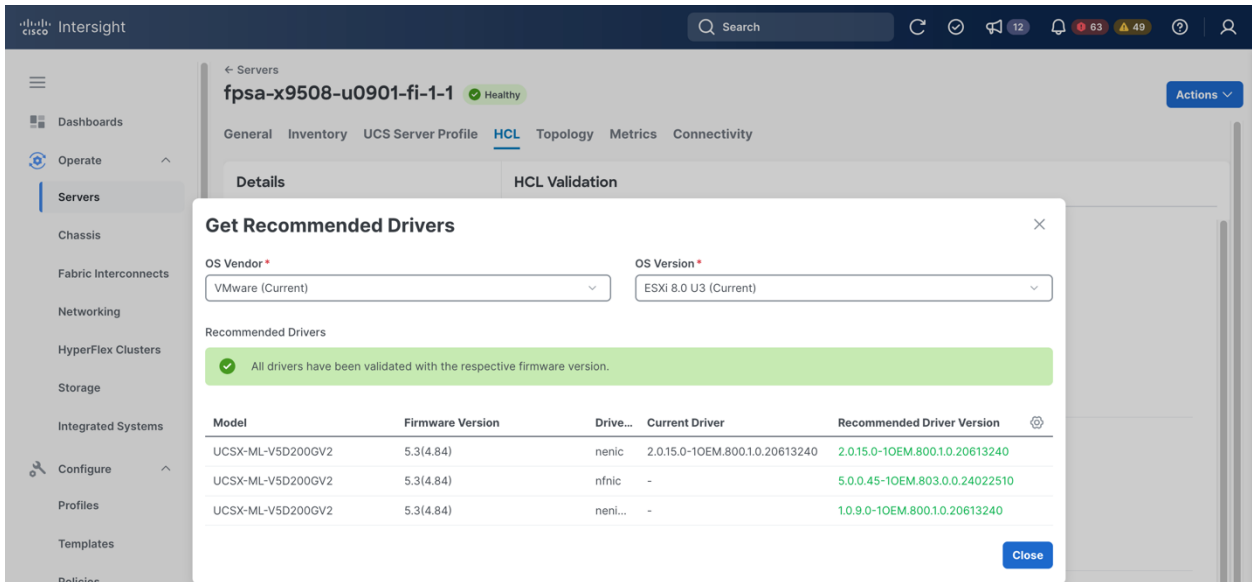 cisco Intersight
Search
12
63
49
← Servers
fpsa-x9508-u0901-fi-1-1 Healthy
Actions
Dashboards
Operate
Servers
Chassis
Fabric Interconnects
Networking
HyperFlex Clusters
Storage
Integrated Systems
Configure
Profiles
Templates
Policies
General Inventory UCS Server Profile HCL Topology Metrics Connectivity
Details
HCL Validation
Get Recommended Drivers
OS Vendor * OS Version *
VMware (Current) ESXi 8.0 U3 (Current)
Recommended Drivers
All drivers have been validated with the respective firmware version.
Model Firmware Version Drive... Current Driver Recommended Driver Version
UCSX-ML-V5D200GV2 5.3(4.84) nenic 2.0.15.0-1OEM.800.1.0.20613240 2.0.15.0-1OEM.800.1.0.20613240
UCSX-ML-V5D200GV2 5.3(4.84) nfnic - 5.0.0.45-1OEM.803.0.0.24022510
UCSX-ML-V5D200GV2 5.3(4.84) neni... - 1.0.9.0-1OEM.800.1.0.20613240
Close